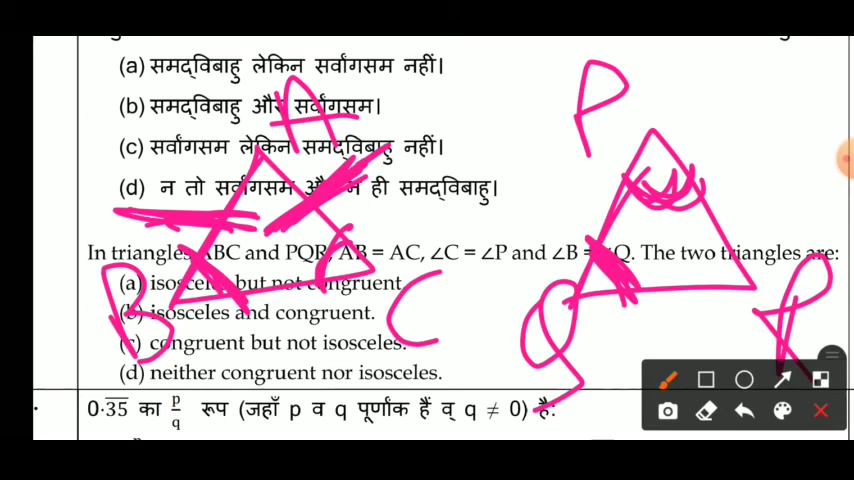 (a) समद्विबाहु लेकिन सर्वांगसम नहीं।
(b) समद्विबाहु और सर्वांगसम।
(c) सर्वांगसम लेकिन समद्विबाहु नहीं।
(d) न तो सर्वांगसम और न ही समद्विबाहु।
A
P
In triangles ABC and PQR, AB = AC, ∠C = ∠P and ∠B = ∠Q. The two triangles are:
(a) isosceles but not congruent.
(b) isosceles and congruent.
(c) congruent but not isosceles.
(d) neither congruent nor isosceles.
B
C
Q
0·\overline{35} का p/q रूप (जहाँ p व q पूर्णांक हैं व् q ≠ 0) है: